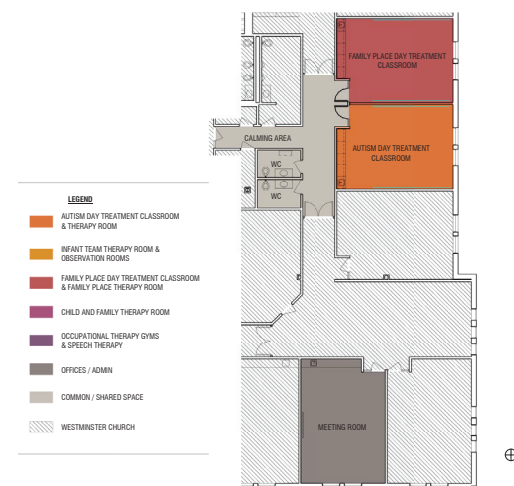 FAMILY PLACE DAY TREATMENT
CLASSROOM
CALMING AREA
AUTISM DAY TREATMENT
CLASSROOM
WC
WC
LEGEND
AUTISM DAY TREATMENT CLASSROOM
& THERAPY ROOM
INFANT TEAM THERAPY ROOM &
OBSERVATION ROOMS
FAMILY PLACE DAY TREATMENT CLASSROOM
& FAMILY PLACE THERAPY ROOM
CHILD AND FAMILY THERAPY ROOM
OCCUPATIONAL THERAPY GYMS
& SPEECH THERAPY
OFFICES / ADMIN
COMMON / SHARED SPACE
WESTMINSTER CHURCH
MEETING ROOM